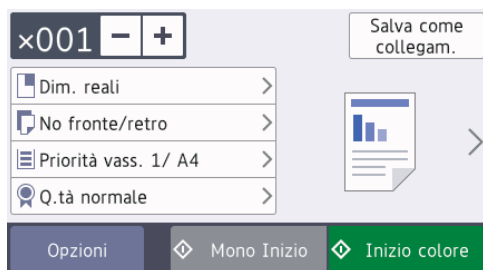 ×001 − +
Salva come
collegam.
Dim. reali
No fronte/retro
Priorità vass. 1/ A4
Q.tà normale
Opzioni
Mono Inizio
Inizio colore